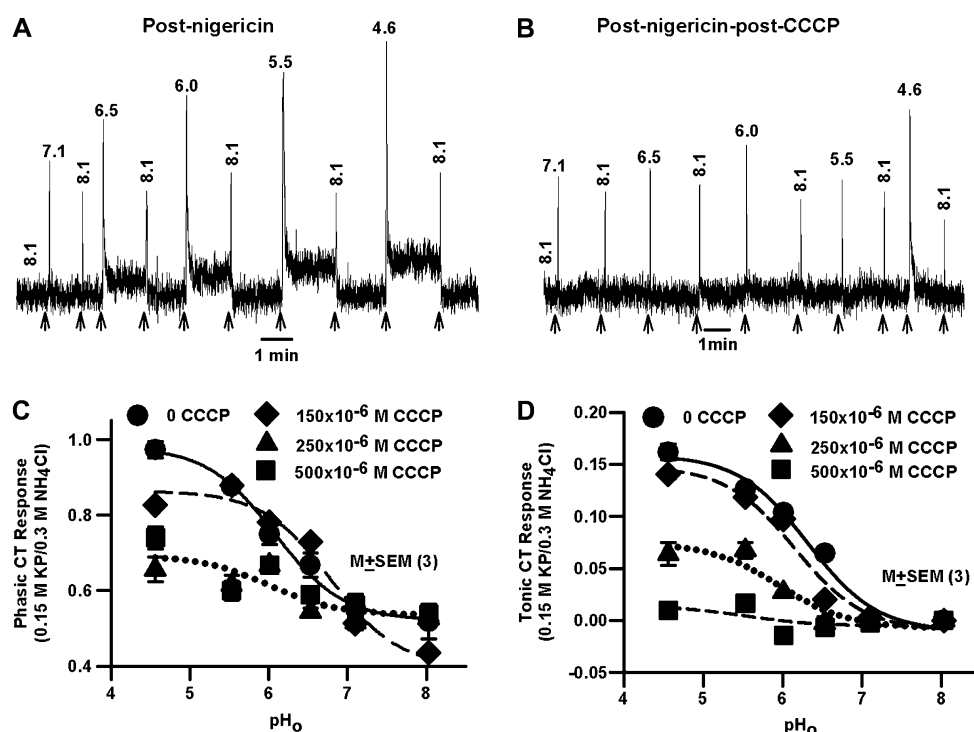 A
Post-nigericin
8.1
7.1
8.1
6.5
8.1
6.0
8.1
5.5
8.1
4.6
8.1
1 min
B
Post-nigericin-post-CCCP
8.1
7.1
8.1
6.5
8.1
6.0
8.1
5.5
8.1
4.6
8.1
1min
C
0 CCCP
150x10⁻⁶ M CCCP
250x10⁻⁶ M CCCP
500x10⁻⁶ M CCCP
Phasic CT Response
(0.15 M KP/0.3 M NH₄Cl)
1.0
0.8
0.6
0.4
M±SEM (3)
4 5 6 7 8
pHo
D
0 CCCP
150x10⁻⁶ M CCCP
250x10⁻⁶ M CCCP
500x10⁻⁶ M CCCP
Tonic CT Response
(0.15 M KP/0.3 M NH₄Cl)
0.20
0.15
0.10
0.05
0.00
-0.05
M±SEM (3)
4 5 6 7 8
pHo